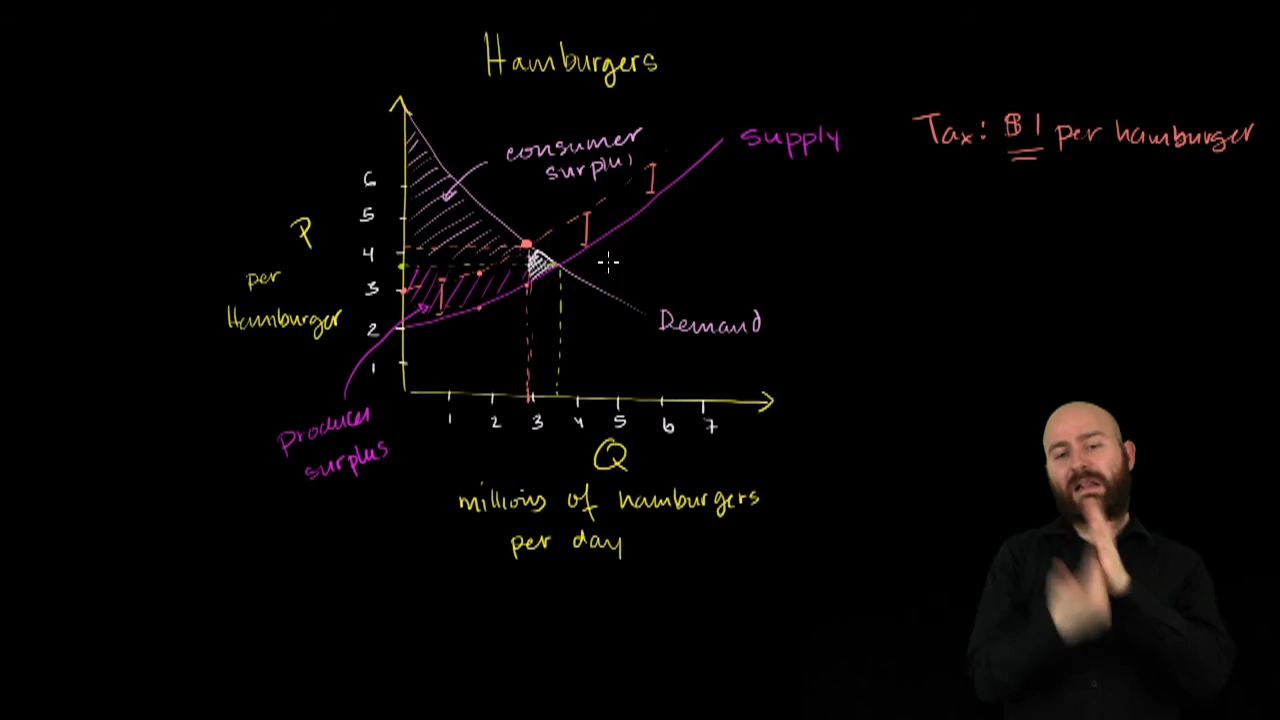 Hamburgers
Tax: $1 per hamburger
consumer
surplus
supply
6
5
4
3
2
1
P
per
Hamburger
Demand
producer
surplus
1 2 3 4 5 6 7
Q
millions of hamburgers
per day